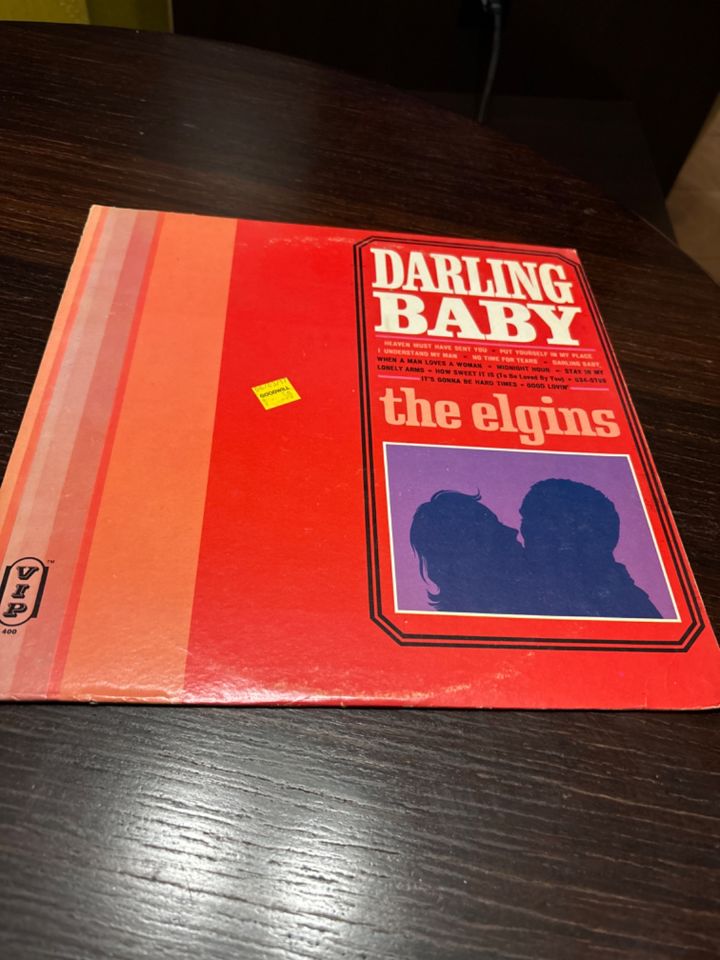 DARLING
BABY
HEAVEN MUST HAVE SENT YOU • PUT YOURSELF IN MY PLACE
I UNDERSTAND MY MAN • NO TIME FOR TEARS • DARLING BABY
WHEN A MAN LOVES A WOMAN • MIDNIGHT HOUR • STAY IN MY
LONELY ARMS • HOW SWEET IT IS (To Be Loved By You) • 634-5789
IT'S GONNA BE HARD TIMES • GOOD LOVIN'
the elgins
GOODWILL
VIP
TM
400